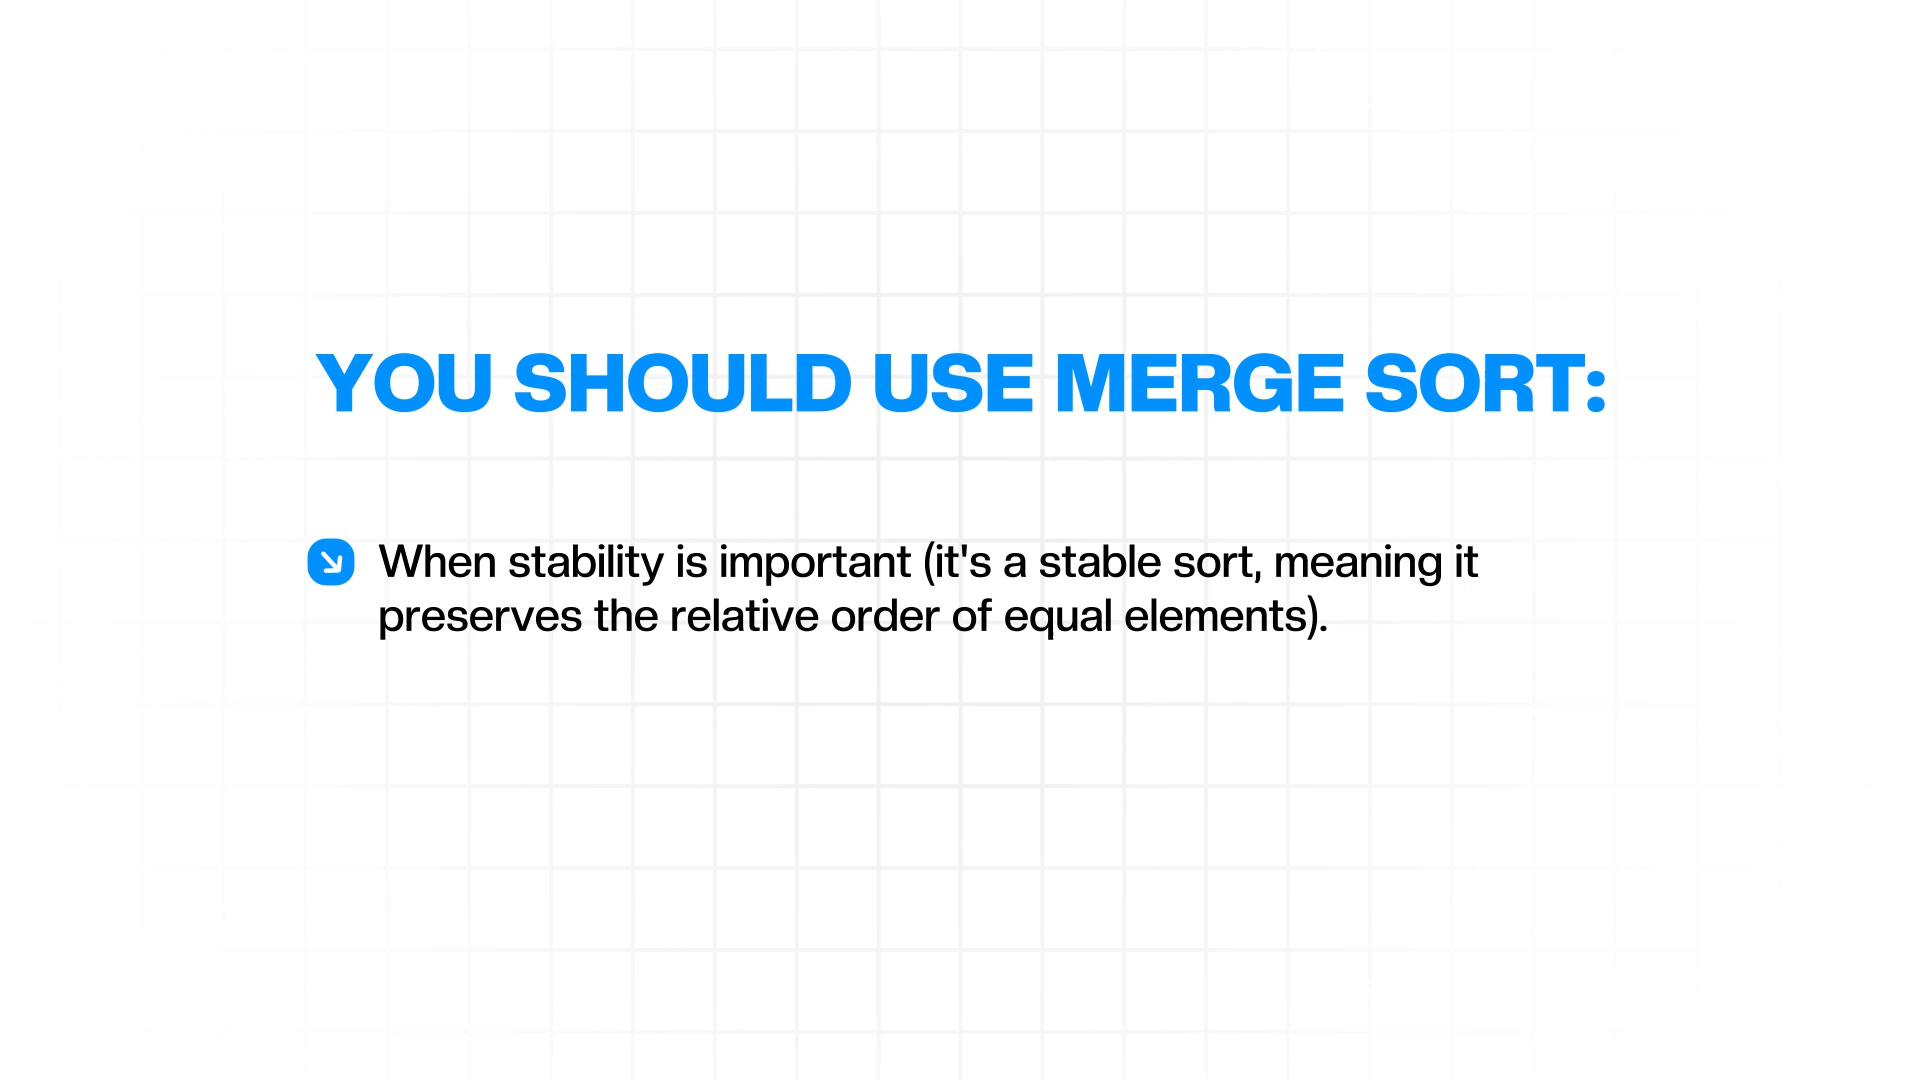 YOU SHOULD USE MERGE SORT:
When stability is important (it's a stable sort, meaning it
preserves the relative order of equal elements).